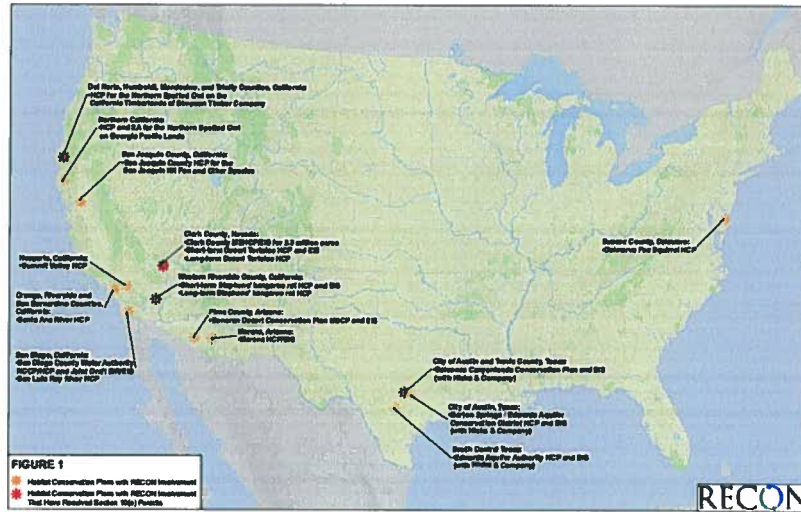 Del Norte, Humboldt, Mendocino, and Trinity Counties, California
•HCP for the Northern Spotted Owl on the
California Timberlands of Simpson Timber Company
Northern California
•HCP and EA for the Northern Spotted Owl
on Georgia Pacific Lands
San Joaquin County, California:
•San Joaquin County HCP for the
San Joaquin Kit Fox and Other Species
Clark County, Nevada:
•Clark County MSHCP/EIS for 5.2 million acres
•Short-term Desert Tortoise HCP and EIS
•Long-term Desert Tortoise HCP
Sussex County, Delaware:
•Delmarva Fox Squirrel HCP
Hesperia, California:
•Summit Valley HCP
Western Riverside County, California:
•Short-term Stephens' kangaroo rat HCP and EIS
•Long-term Stephens' kangaroo rat HCP
Orange, Riverside and
San Bernardino Counties,
California:
•Santa Ana River HCP
Pima County, Arizona:
•Sonoran Desert Conservation Plan MSCP and EIS
Marana, Arizona:
•Marana HCP/EIS
San Diego, California:
•San Diego County Water Authority
NCCP/HCP and Joint Draft EIR/EIS
•San Luis Rey River HCP
City of Austin and Travis County, Texas:
•Balcones Canyonlands Conservation Plan and EIS
(with Hicks & Company)
City of Austin, Texas:
•Barton Springs / Edwards Aquifer
Conservation District HCP and EIS
(with Hicks & Company)
South Central Texas:
•Edwards Aquifer Authority HCP and EIS
(with Hicks & Company)
FIGURE 1
Habitat Conservation Plans with RECON Involvement
Habitat Conservation Plans with RECON Involvement
That Have Received Section 10(a) Permits
RECON